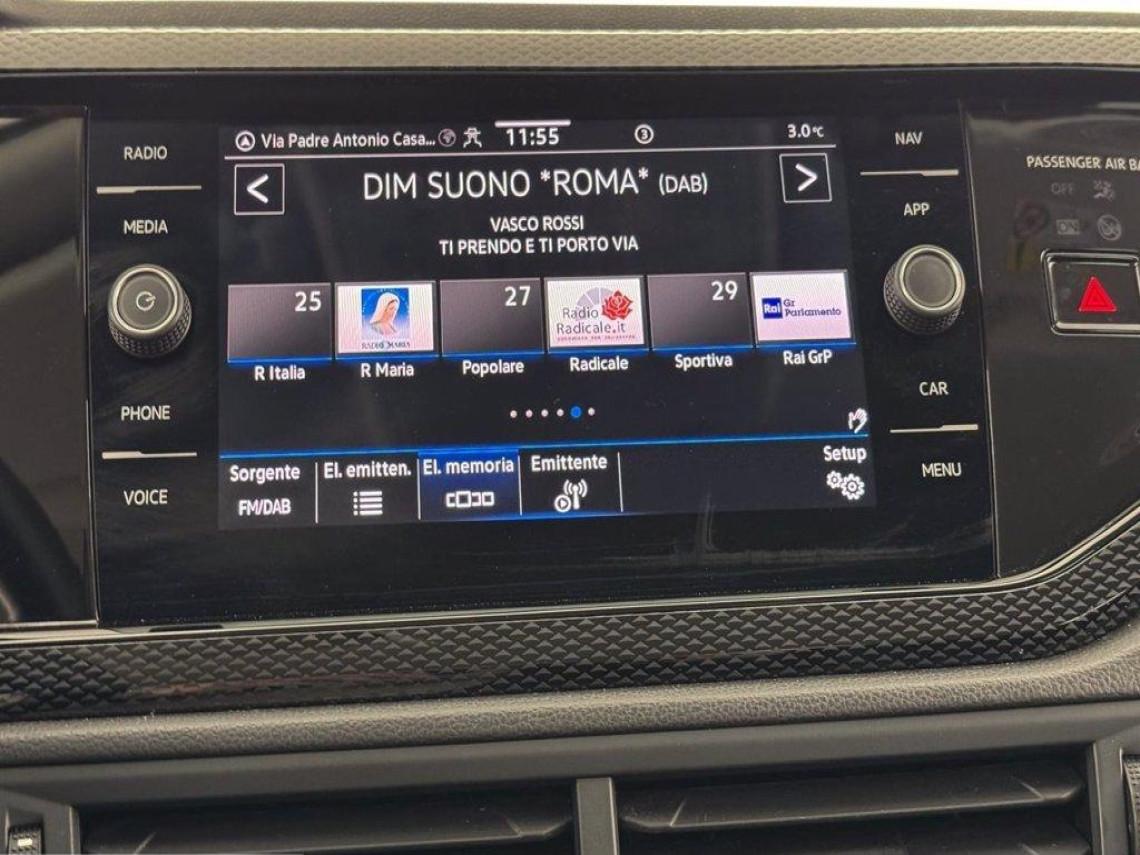 RADIO
MEDIA
PHONE
VOICE
Via Padre Antonio Casa...
11:55
3
3.0°C
DIM SUONO *ROMA* (DAB)
VASCO ROSSI
TI PRENDO E TI PORTO VIA
25
27
29
RADIO MARIA
Radio
Radicale.it
Rai Gr
Parlamento
R Italia
R Maria
Popolare
Radicale
Sportiva
Rai GrP
Sorgente
FM/DAB
El. emitten.
El. memoria
Emittente
Setup
NAV
APP
CAR
MENU
PASSENGER AIR BA
OFF
ON